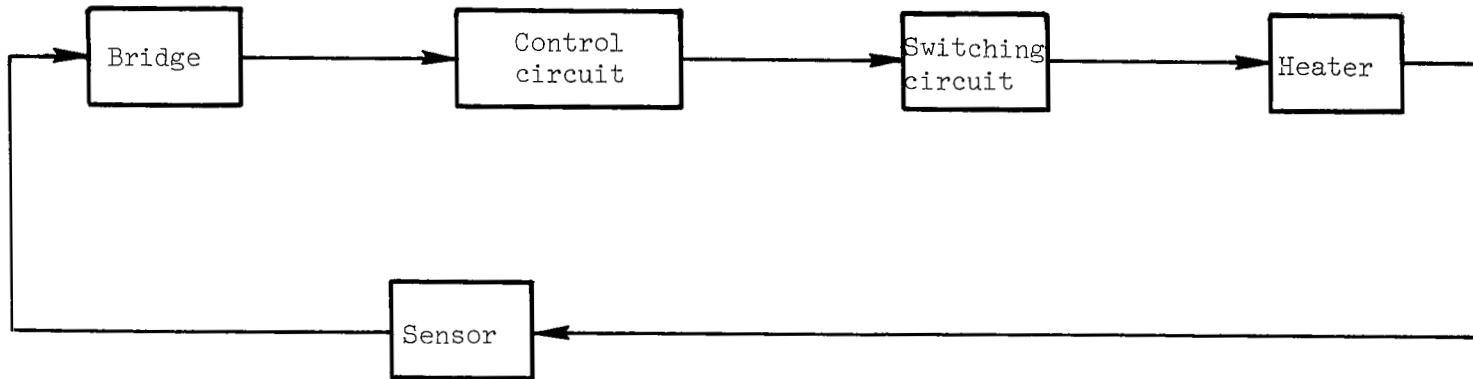 Bridge
Control
circuit
Switching
circuit
Heater
Sensor